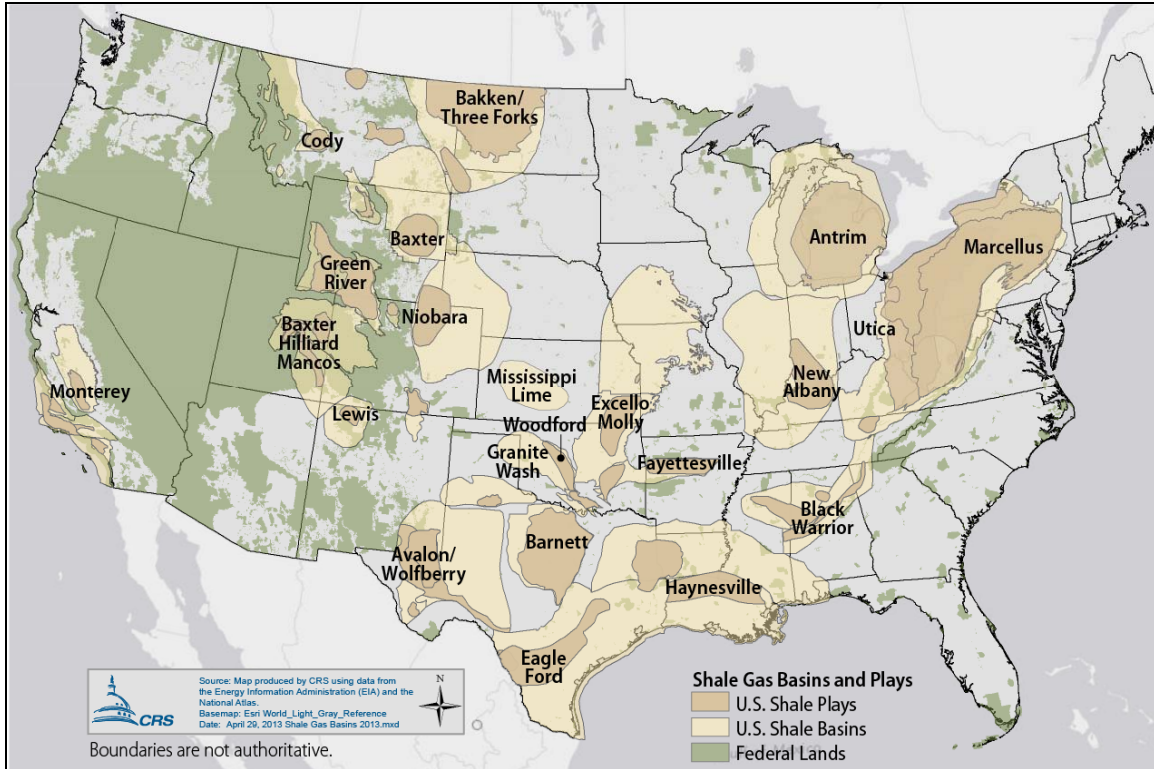 Bakken/
Three Forks
Cody
Baxter
Antrim
Marcellus
Green
River
Niobara
Baxter
Hilliard
Mancos
Utica
Monterey
Mississippi
Lime
New
Albany
Lewis
Excello
Molly
Woodford
Granite
Wash
Fayettesville
Black
Warrior
Barnett
Avalon/
Wolfberry
Haynesville
Eagle
Ford
CRS
Source: Map produced by CRS using data from
the Energy Information Administration (EIA) and the
National Atlas.
Basemap: Esri World_Light_Gray_Reference
Date: April 29, 2013 Shale Gas Basins 2013.mxd
N
Boundaries are not authoritative.
Shale Gas Basins and Plays
U.S. Shale Plays
U.S. Shale Basins
Federal Lands